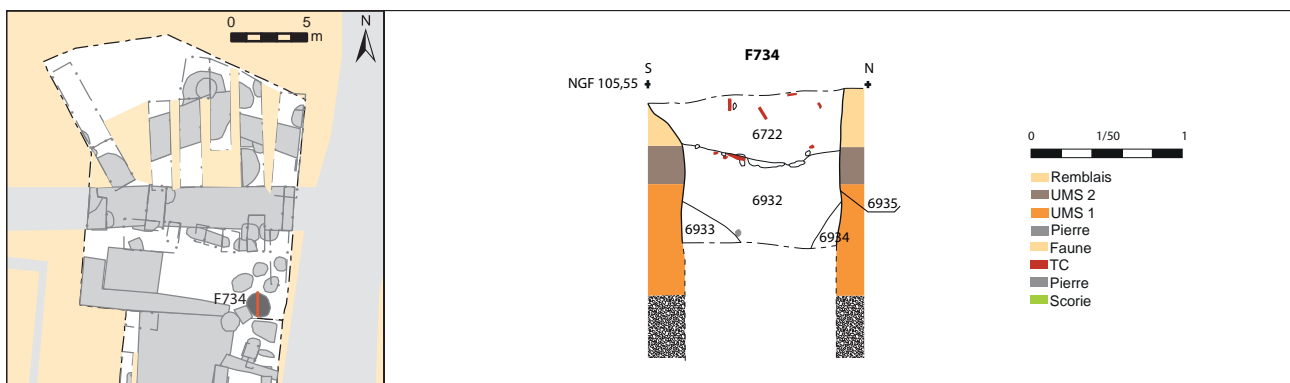 0 5
m
N
F734
F734
S N
NGF 105,55
6722
6932
6935
6933
6934
0 1/50 1
Remblais
UMS 2
UMS 1
Pierre
Faune
TC
Pierre
Scorie